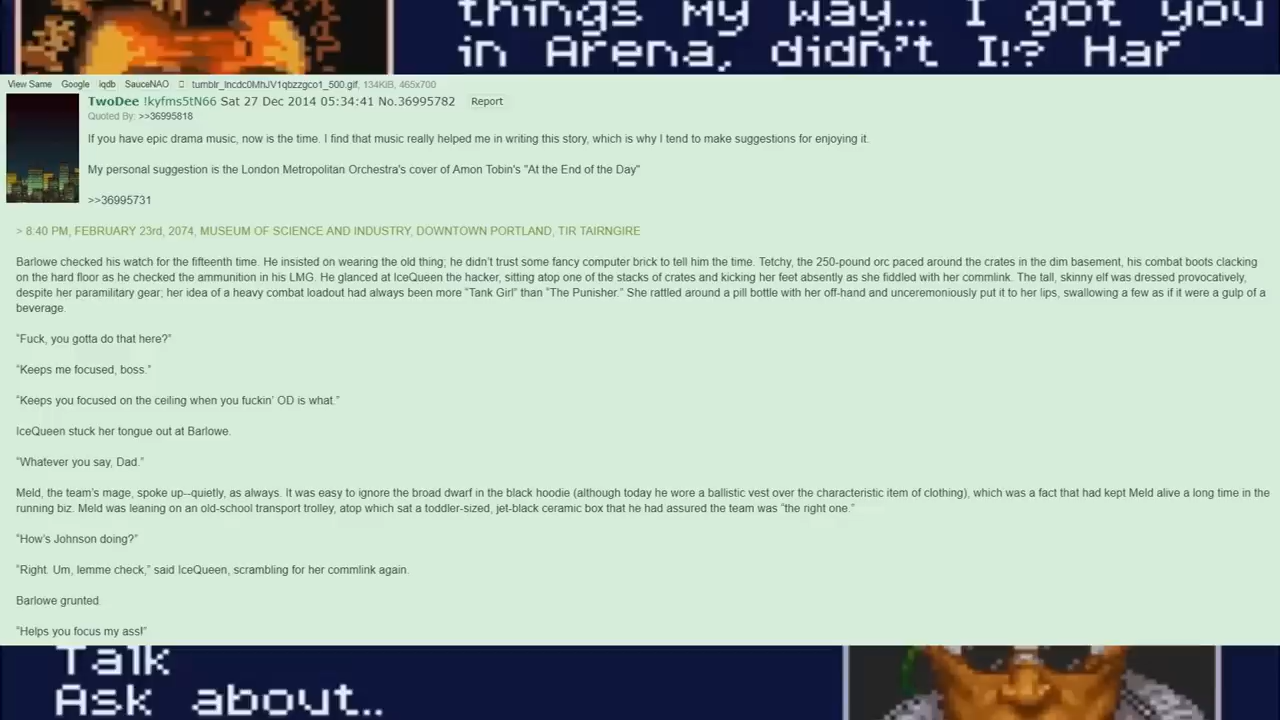 things my way... I got you
in Arena, didn't I!? Har
View Same Google iqdb SauceNAO tumblr_lncdc0MhJV1qbzzgco1_500.gif, 134KiB, 465x700
TwoDee !kyfms5tN66 Sat 27 Dec 2014 05:34:41 No.36995782 Report
Quoted By: >>36995818
If you have epic drama music, now is the time. I find that music really helped me in writing this story, which is why I tend to make suggestions for enjoying it.
My personal suggestion is the London Metropolitan Orchestra's cover of Amon Tobin's "At the End of the Day"
>>36995731
> 8:40 PM, FEBRUARY 23rd, 2074, MUSEUM OF SCIENCE AND INDUSTRY, DOWNTOWN PORTLAND, TIR TAIRNGIRE
Barlowe checked his watch for the fifteenth time. He insisted on wearing the old thing; he didn't trust some fancy computer brick to tell him the time. Tetchy, the 250-pound orc paced around the crates in the dim basement, his combat boots clacking
on the hard floor as he checked the ammunition in his LMG. He glanced at IceQueen the hacker, sitting atop one of the stacks of crates and kicking her feet absently as she fiddled with her commlink. The tall, skinny elf was dressed provocatively,
despite her paramilitary gear; her idea of a heavy combat loadout had always been more “Tank Girl” than “The Punisher.” She rattled around a pill bottle with her off-hand and unceremoniously put it to her lips, swallowing a few as if it were a gulp of
beverage.
“Fuck, you gotta do that here?”
“Keeps me focused, boss.”
“Keeps you focused on the ceiling when you fuckin’ OD is what.”
IceQueen stuck her tongue out at Barlowe.
“Whatever you say, Dad.”
Meld, the team’s mage, spoke up--quietly, as always. It was easy to ignore the broad dwarf in the black hoodie (although today he wore a ballistic vest over the characteristic item of clothing), which was a fact that had kept Meld alive a long time in the
running biz. Meld was leaning on an old-school transport trolley, atop which sat a toddler-sized, jet-black ceramic box that he had assured the team was “the right one.”
“How’s Johnson doing?”
“Right. Um, lemme check,” said IceQueen, scrambling for her commlink again.
Barlowe grunted.
“Helps you focus my ass!”
Talk
Ask about..